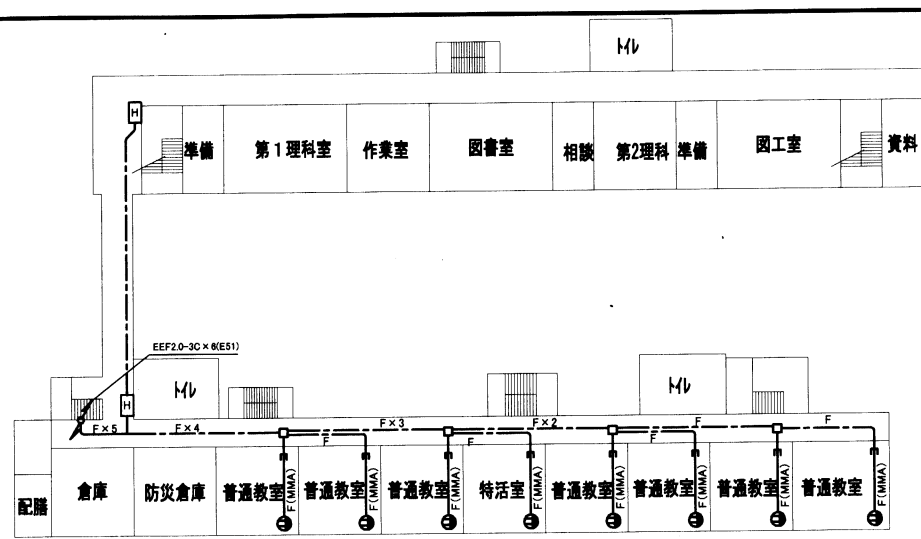 トイレ
H
準備
第1理科室
作業室
図書室
相談
第2理科
準備
図工室
資料
EEF2.0-3C×6(E51)
トイレ
トイレ
H
F×5
F×4
F×3
F×2
F
F
F
F
F
F
配膳
倉庫
防災倉庫
普通教室
普通教室
普通教室
特活室
普通教室
普通教室
普通教室
普通教室
F(MMA)
F(MMA)
F(MMA)
F(MMA)
F(MMA)
F(MMA)
F(MMA)
F(MMA)